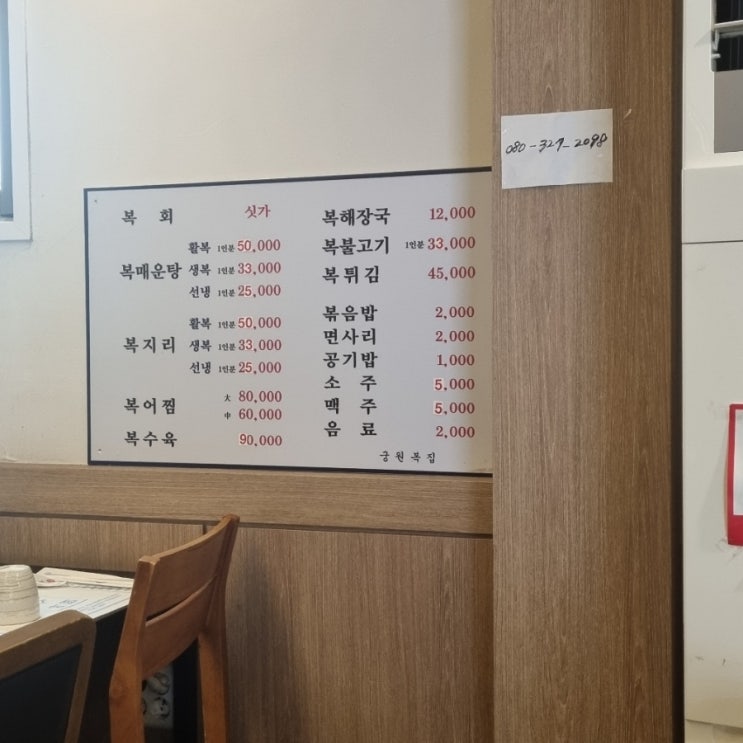 복 회 싯가
활복 1인분 50,000
복매운탕 생복 1인분 33,000
선냉 1인분 25,000
활복 1인분 50,000
복지리 생복 1인분 33,000
선냉 1인분 25,000
복어찜 大 80,000
中 60,000
복수육 90,000
복해장국 12,000
복불고기 1인분 33,000
복튀김 45,000
볶음밥 2,000
면사리 2,000
공기밥 1,000
소 주 5,000
맥 주 5,000
음 료 2,000
궁원복집
080-327-2098